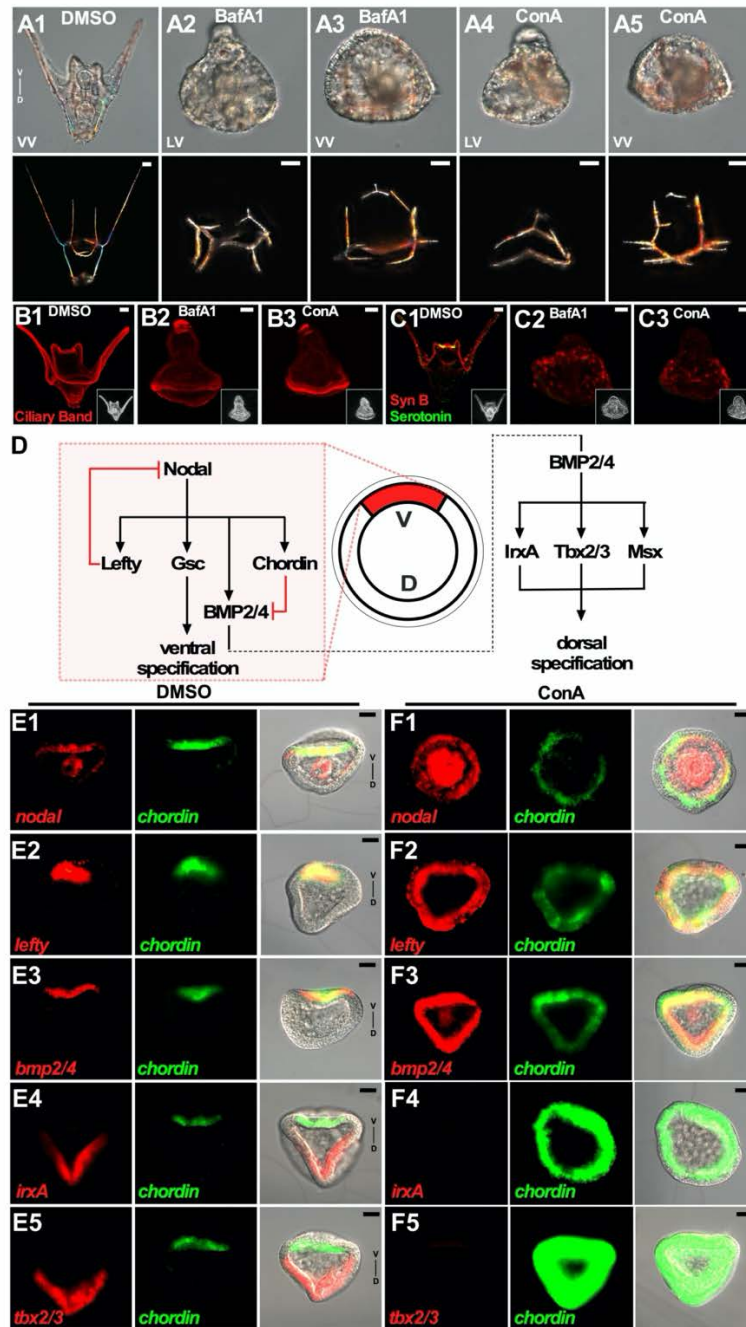 A1 DMSO
A2 BafA1
A3 BafA1
A4 ConA
A5 ConA
V
D
VV
LV
VV
LV
VV
B1 DMSO
B2 BafA1
B3 ConA
C1 DMSO
C2 BafA1
C3 ConA
Ciliary Band
Syn B
Serotonin
D
Nodal
Lefty
Gsc
Chordin
BMP2/4
ventral
specification
V
D
BMP2/4
IrxA
Tbx2/3
Msx
dorsal
specification
DMSO
ConA
E1
nodal
chordin
V
D
F1
nodal
chordin
E2
lefty
chordin
V
D
F2
lefty
chordin
E3
bmp2/4
chordin
V
D
F3
bmp2/4
chordin
E4
irxA
chordin
V
D
F4
irxA
chordin
E5
tbx2/3
chordin
V
D
F5
tbx2/3
chordin